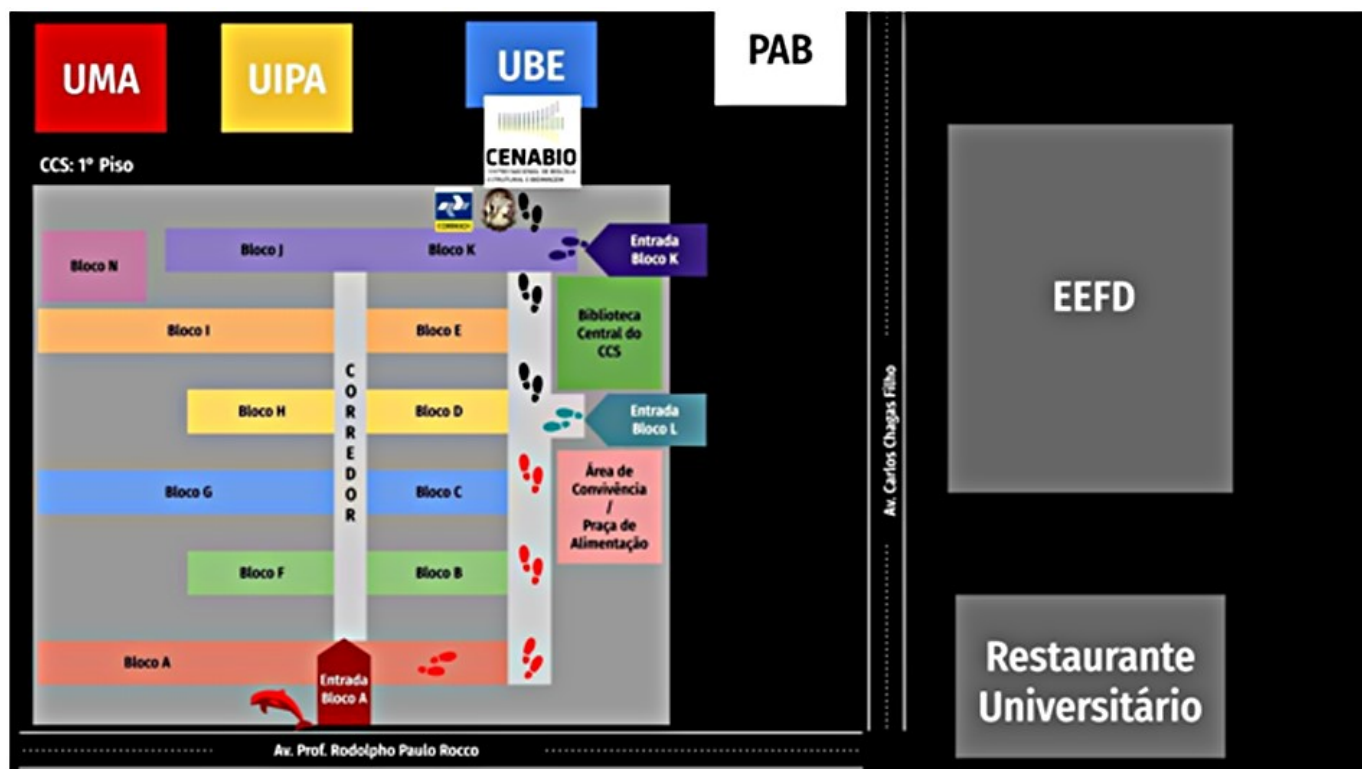 UMA
UIPA
UBE
PAB
CENABIO
CCS: 1° Piso
Bloco N
Bloco J
Bloco K
Entrada
Bloco K
Bloco I
Bloco E
Biblioteca
Central do
CCS
CORREDOR
Bloco H
Bloco D
Entrada
Bloco L
Bloco G
Bloco C
Área de
Convivência
/
Praça de
Alimentação
Bloco F
Bloco B
Bloco A
Entrada
Bloco A
Av. Prof. Rodolpho Paulo Rocco
Av. Carlos Chagas Filho
EEFD
Restaurante
Universitário